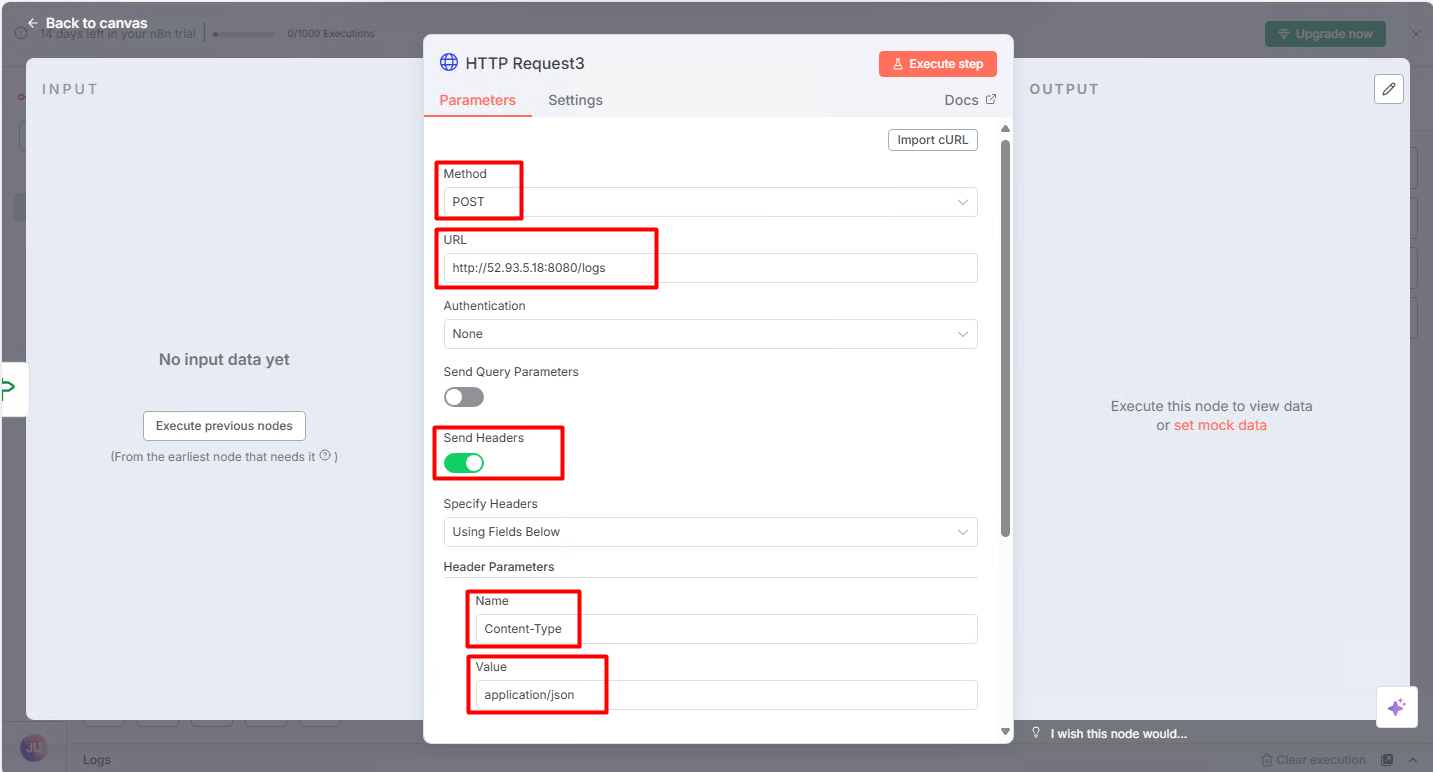 Back to canvas
14 days left in your n8n trial
0/1000 Executions
Upgrade now
INPUT
No input data yet
Execute previous nodes
(From the earliest node that needs it ?)
HTTP Request3
Execute step
Parameters
Settings
Docs
Import cURL
Method
POST
URL
http://52.93.5.18:8080/logs
Authentication
None
Send Query Parameters
Send Headers
Specify Headers
Using Fields Below
Header Parameters
Name
Content-Type
Value
application/json
OUTPUT
Execute this node to view data
or set mock data
I wish this node would...
JU
Logs
Clear execution